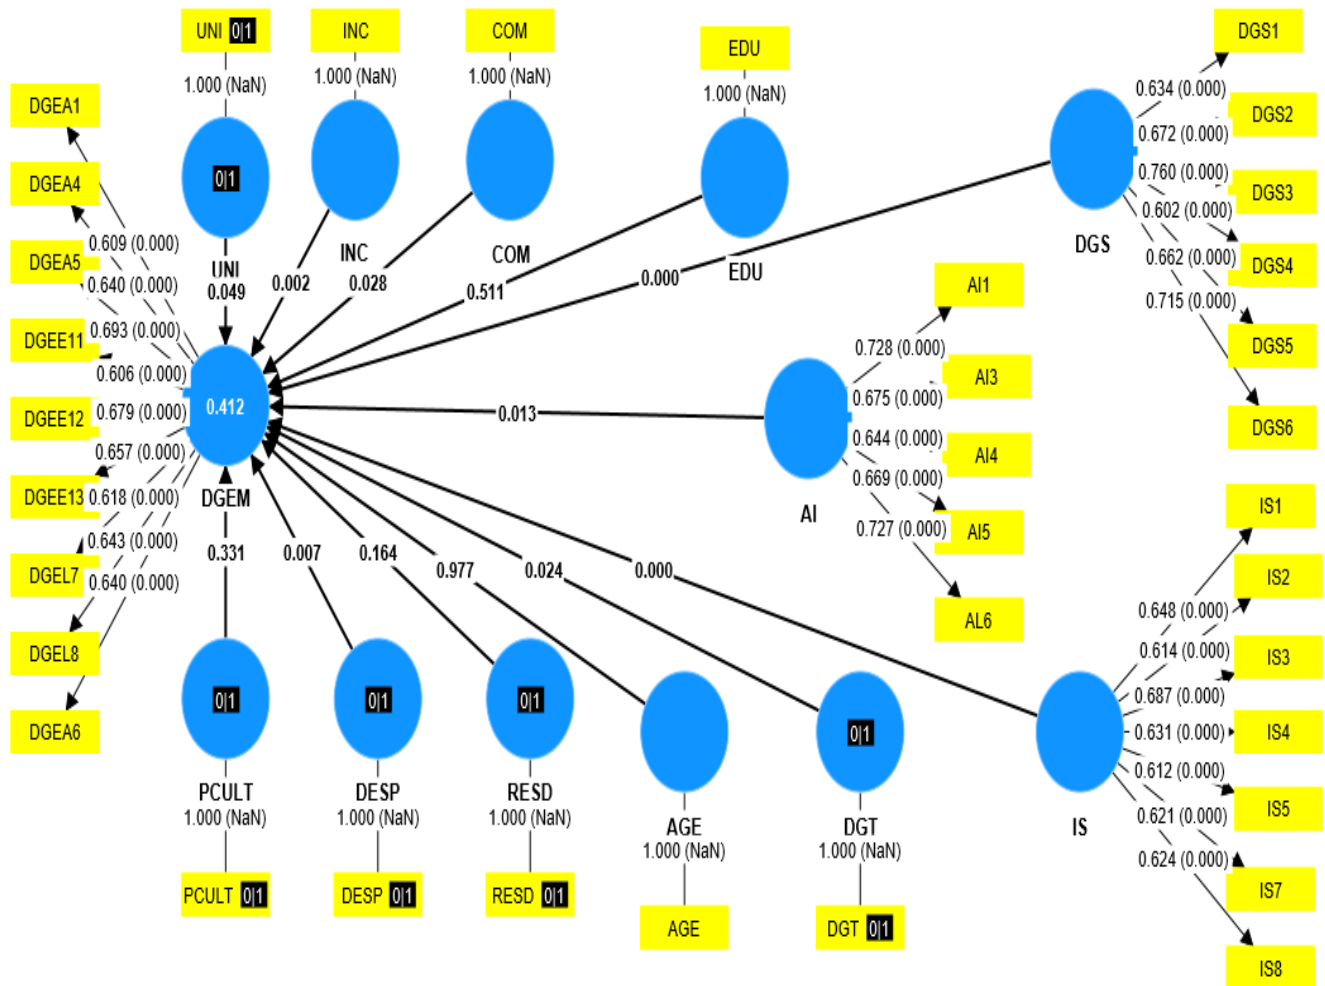 UNI 0|1
INC
COM
EDU
DGS1
1.000 (NaN)
1.000 (NaN)
1.000 (NaN)
1.000 (NaN)
0.634 (0.000)
DGEA1
DGS2
0.672 (0.000)
0|1
0.760 (0.000)
DGEA4
DGS3
0.602 (0.000)
0.609 (0.000)
INC
COM
DGS
DGEA5
UNI
EDU
0.662 (0.000)
DGS4
0.640 (0.000)
0.049
0.002
0.028
0.511
0.000
AI1
0.715 (0.000)
0.693 (0.000)
DGEE11
0.728 (0.000)
DGS5
0.606 (0.000)
AI3
0.675 (0.000)
0.412
0.679 (0.000)
0.013
DGEE12
DGS6
0.644 (0.000)
0.657 (0.000)
AI4
0.669 (0.000)
DGEE13
0.618 (0.000)
DGEM
AI
IS1
0.727 (0.000)
AI5
0.643 (0.000)
0.331
0.007
0.164
0.977
0.024
0.000
DGEL7
0.640 (0.000)
IS2
AL6
0.648 (0.000)
DGEL8
0.614 (0.000)
IS3
0.687 (0.000)
0|1
0|1
0|1
DGEA6
0|1
0.631 (0.000)
IS4
0.612 (0.000)
PCULT
DESP
RESD
IS5
1.000 (NaN)
1.000 (NaN)
1.000 (NaN)
0.621 (0.000)
AGE
DGT
IS
1.000 (NaN)
1.000 (NaN)
0.624 (0.000)
IS7
PCULT 0|1
DESP 0|1
RESD 0|1
AGE
DGT 0|1
IS8